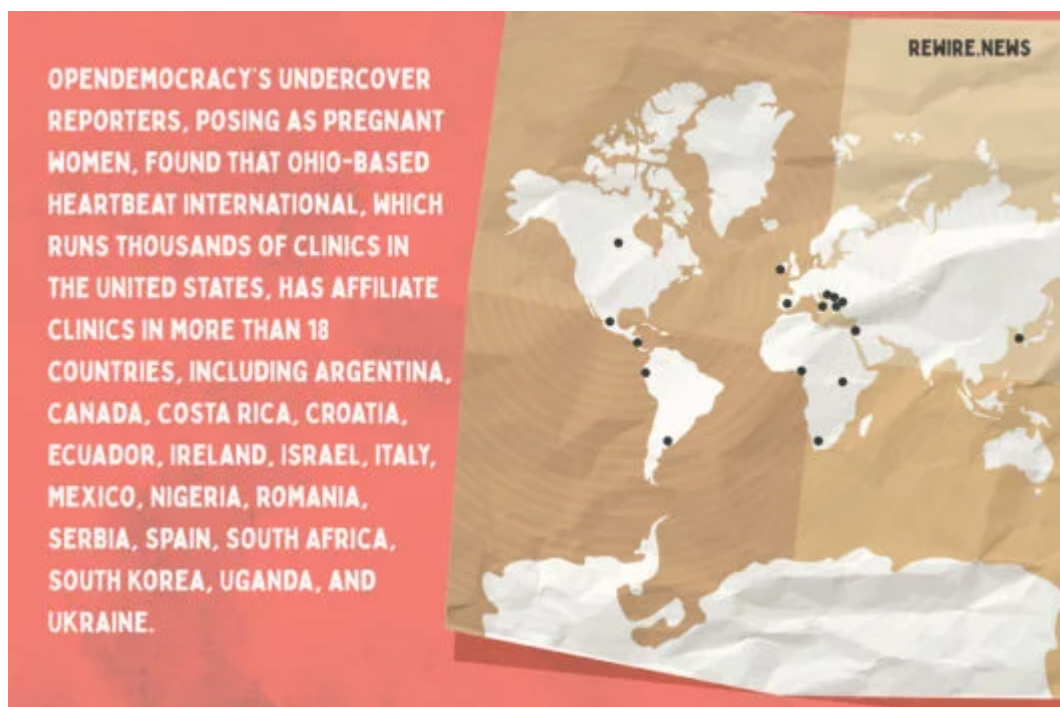 OPENDEMOCRACY'S UNDERCOVER
REPORTERS, POSING AS PREGNANT
WOMEN, FOUND THAT OHIO-BASED
HEARTBEAT INTERNATIONAL, WHICH
RUNS THOUSANDS OF CLINICS IN
THE UNITED STATES, HAS AFFILIATE
CLINICS IN MORE THAN 18
COUNTRIES, INCLUDING ARGENTINA,
CANADA, COSTA RICA, CROATIA,
ECUADOR, IRELAND, ISRAEL, ITALY,
MEXICO, NIGERIA, ROMANIA,
SERBIA, SPAIN, SOUTH AFRICA,
SOUTH KOREA, UGANDA, AND
UKRAINE.
REWIRE.NEWS